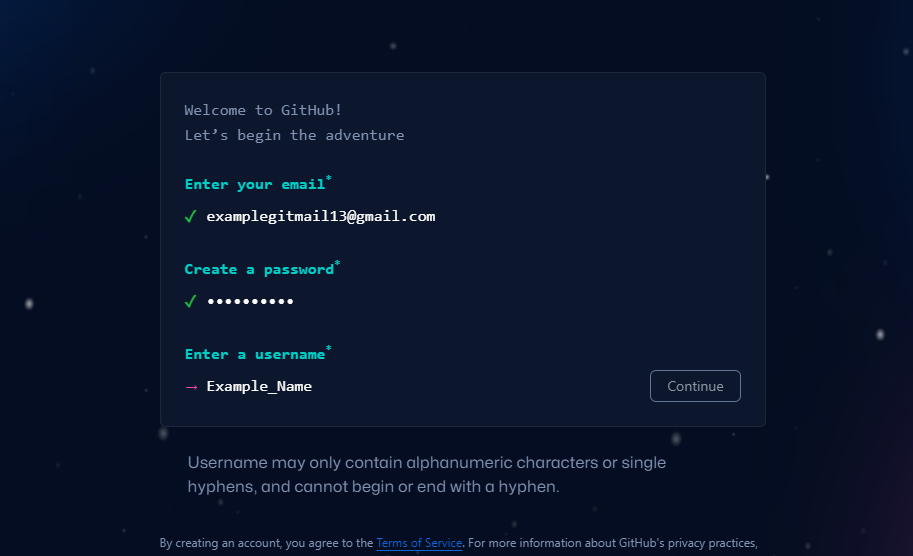 Welcome to GitHub!
Let’s begin the adventure
Enter your email*
✓ examplegitmail13@gmail.com
Create a password*
✓ ••••••••••
Enter a username*
→ Example_Name
Continue
Username may only contain alphanumeric characters or single
hyphens, and cannot begin or end with a hyphen.
By creating an account, you agree to the Terms of Service. For more information about GitHub's privacy practices,